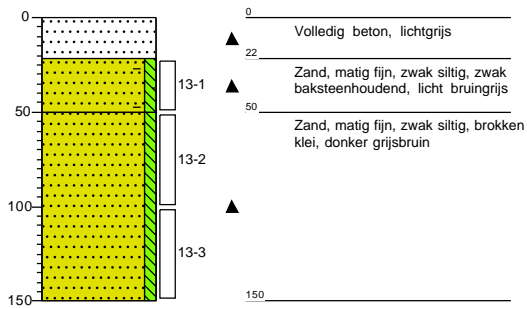 0
50
100
150
13-1
13-2
13-3
0
Volledig beton, lichtgrijs
22
Zand, matig fijn, zwak siltig, zwak
baksteenhoudend, licht bruingrijs
50
Zand, matig fijn, zwak siltig, brokken
klei, donker grijsbruin
150